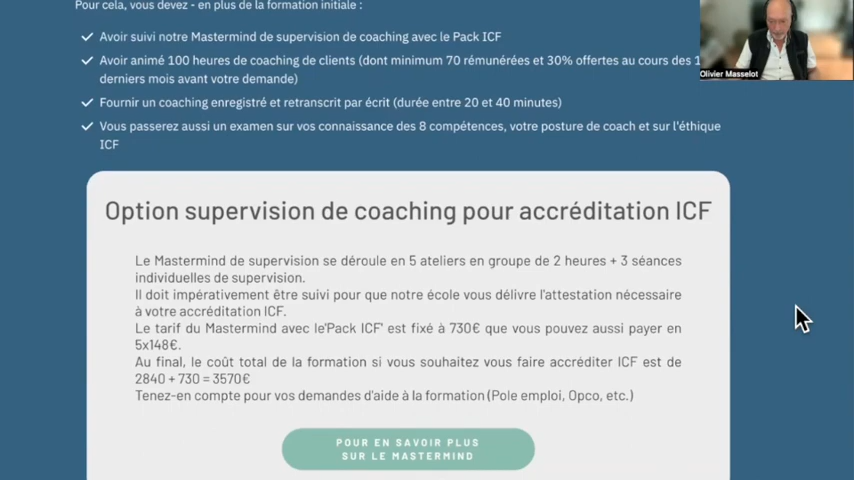 Pour cela, vous devez - en plus de la formation initiale :
Avoir suivi notre Mastermind de supervision de coaching avec le Pack ICF
Avoir animé 100 heures de coaching de clients (dont minimum 70 rémunérées et 30% offertes au cours des
derniers mois avant votre demande)
Fournir un coaching enregistré et retranscrit par écrit (durée entre 20 et 40 minutes)
Vous passerez aussi un examen sur vos connaissance des 8 compétences, votre posture de coach et sur l'éthique
ICF
Olivier Masselot
Option supervision de coaching pour accréditation ICF
Le Mastermind de supervision se déroule en 5 ateliers en groupe de 2 heures + 3 séances
individuelles de supervision.
Il doit impérativement être suivi pour que notre école vous délivre l'attestation nécessaire
à votre accréditation ICF.
Le tarif du Mastermind avec le'Pack ICF' est fixé à 730€ que vous pouvez aussi payer en
5x148€.
Au final, le coût total de la formation si vous souhaitez vous faire accréditer ICF est de
2840 + 730 = 3570€
Tenez-en compte pour vos demandes d'aide à la formation (Pole emploi, Opco, etc.)
POUR EN SAVOIR PLUS
SUR LE MASTERMIND